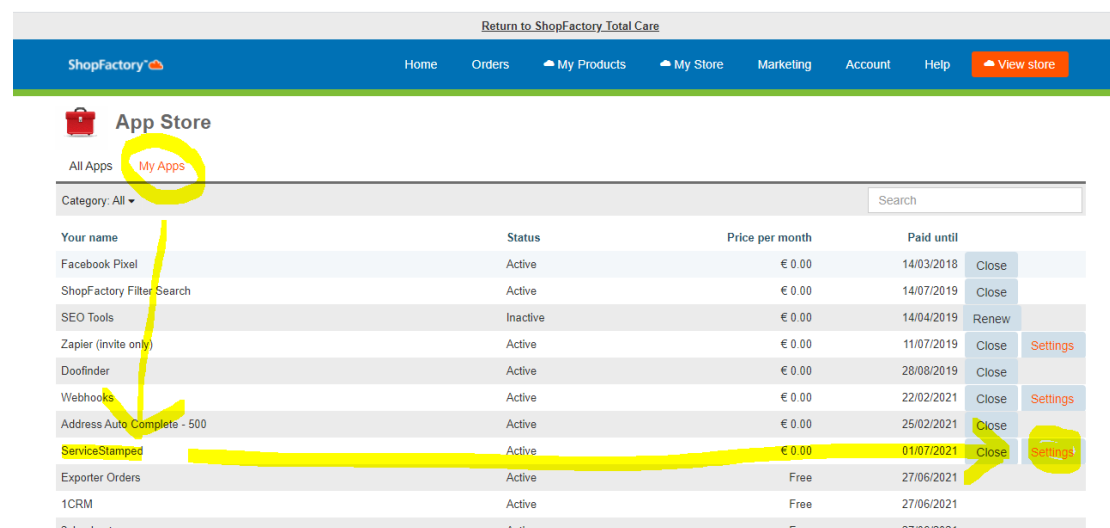 Return to ShopFactory Total Care
ShopFactory Home Orders My Products My Store Marketing Account Help View store
App Store
All Apps My Apps
Category: All Search
Your name Status Price per month Paid until
Facebook Pixel Active € 0.00 14/03/2018 Close
ShopFactory Filter Search Active € 0.00 14/07/2019 Close
SEO Tools Inactive € 0.00 14/04/2019 Renew
Zapier (invite only) Active € 0.00 11/07/2019 Close Settings
Doofinder Active € 0.00 28/08/2019 Close
Webhooks Active € 0.00 22/02/2021 Close Settings
Address Auto Complete - 500 Active € 0.00 25/02/2021 Close
ServiceStamped Active € 0.00 01/07/2021 Close Settings
Exporter Orders Active Free 27/06/2021
1CRM Active Free 27/06/2021